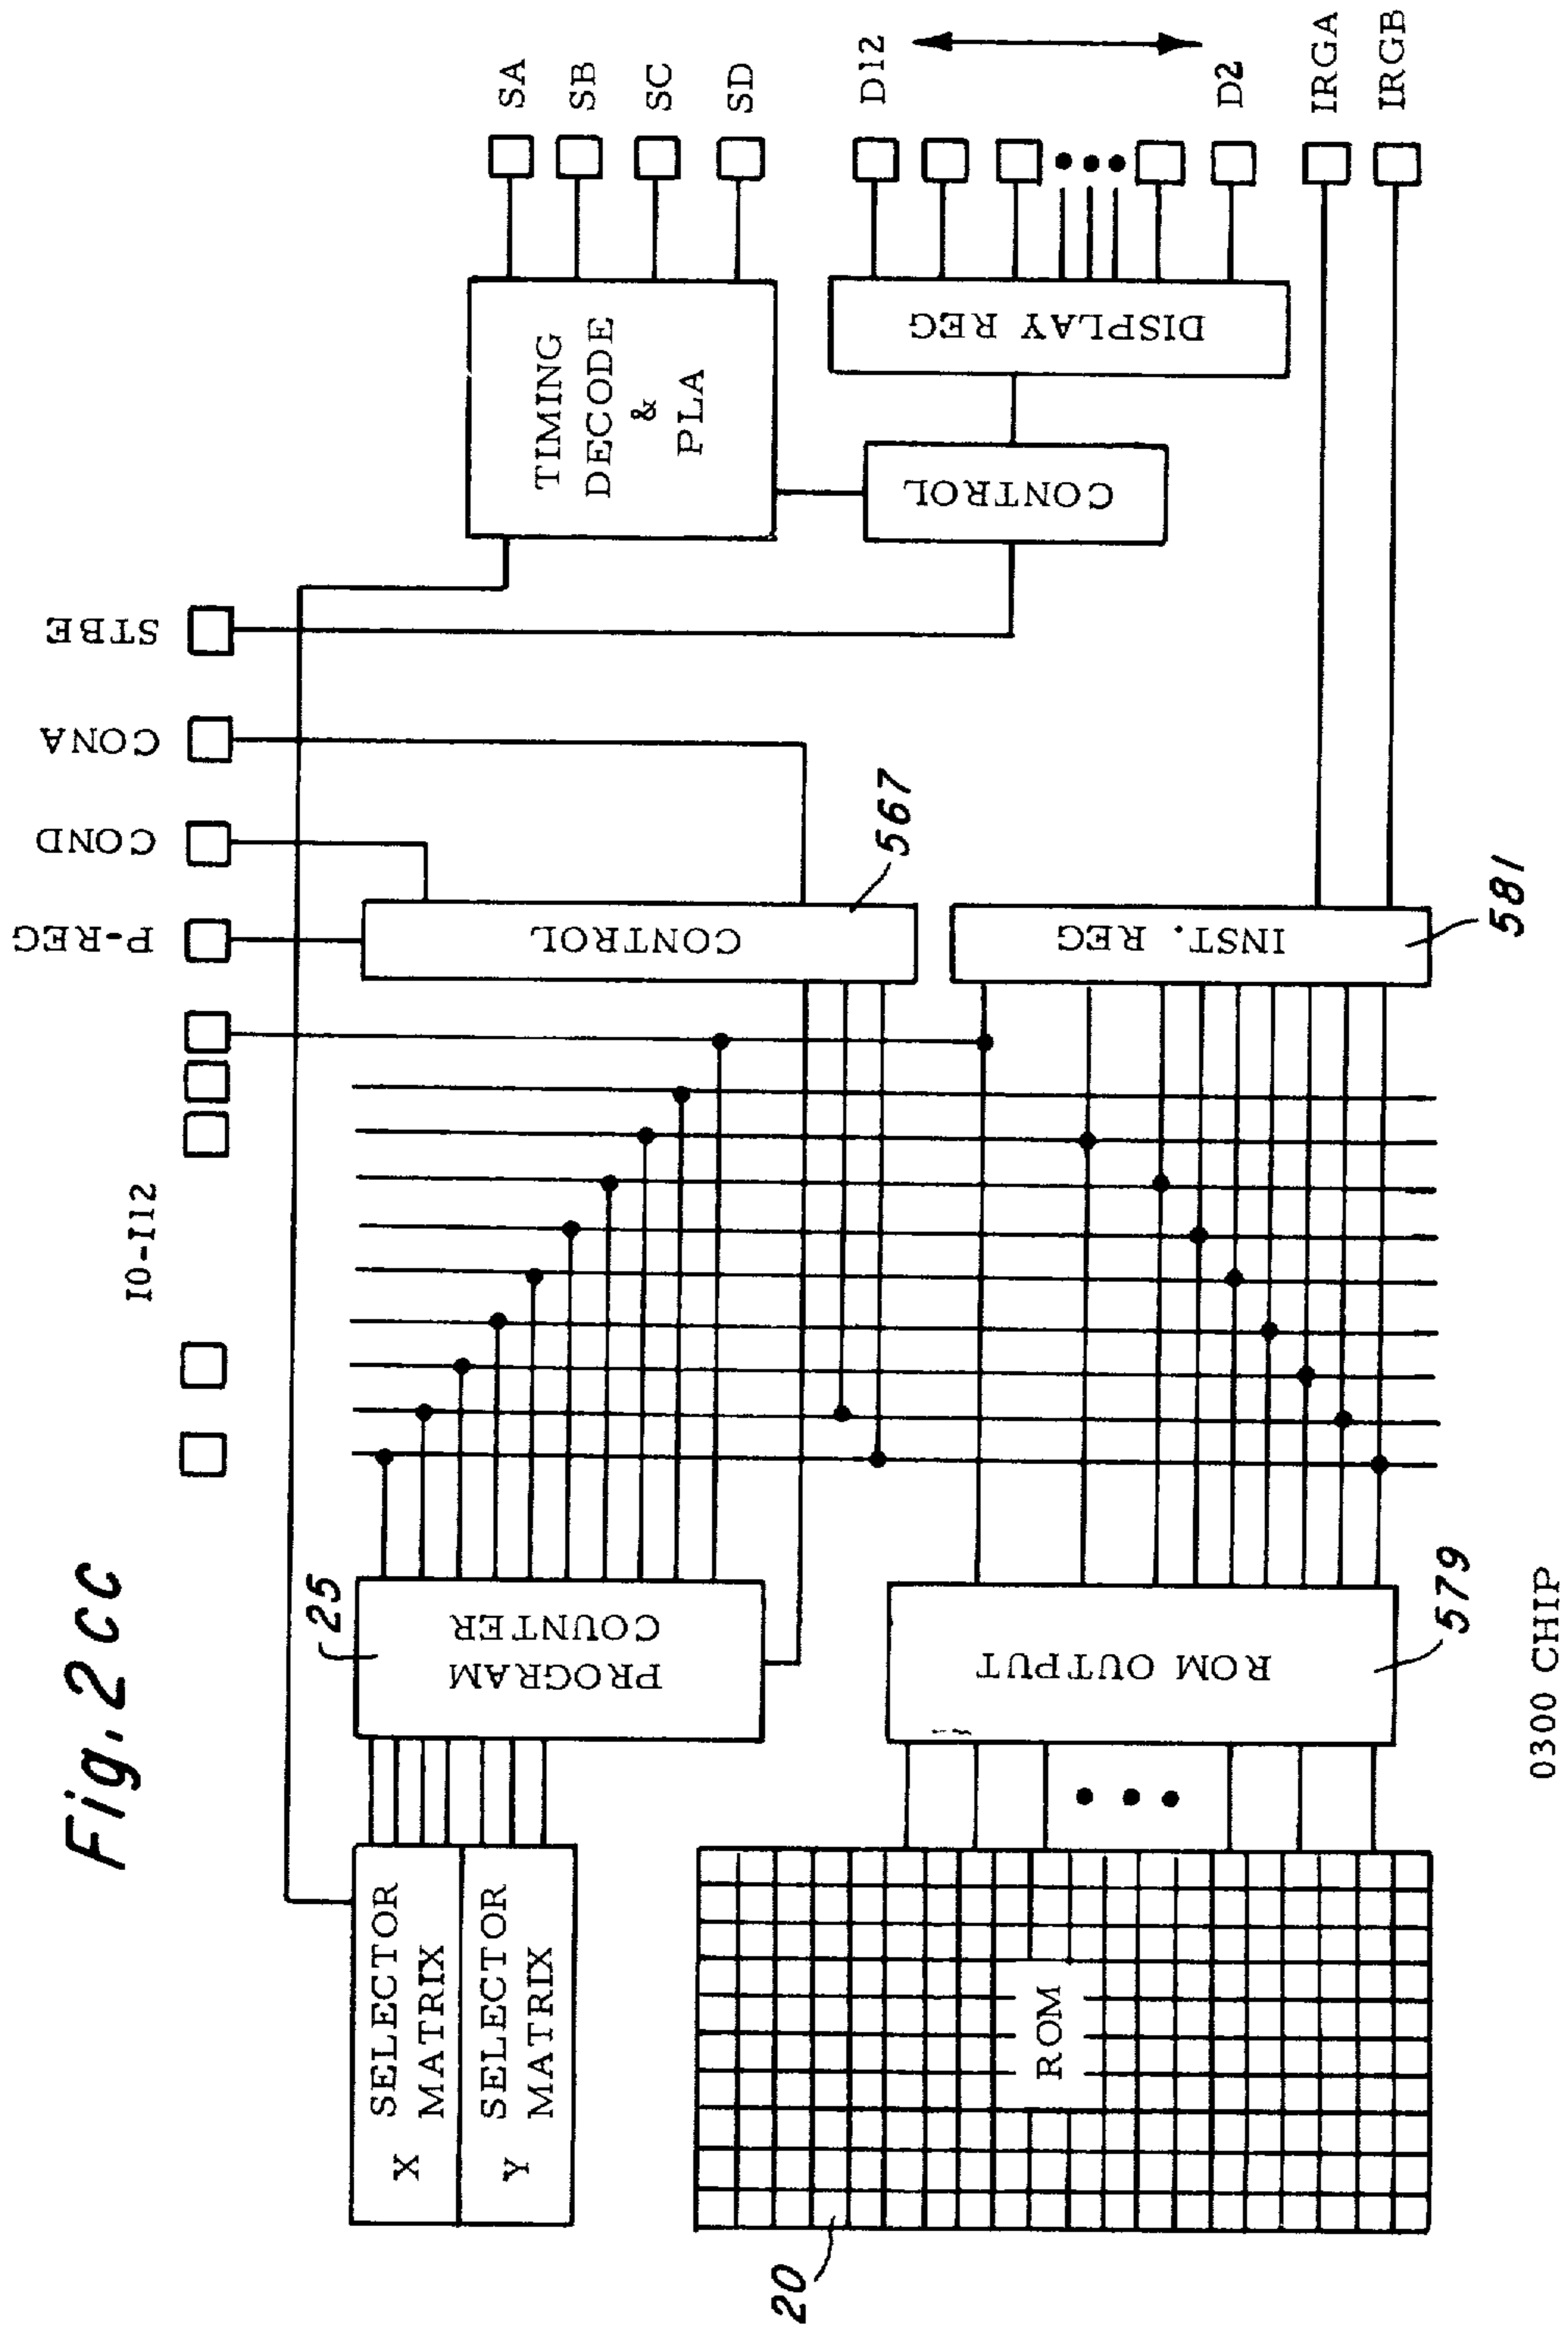 Fig. 2 CC
X SELECTOR MATRIX
Y SELECTOR MATRIX
20
ROM
25
PROGRAM
COUNTER
ROM OUTPUT
579
I0-I12
P-REG
COND
CONA
STBE
CONTROL
567
INST. REG
581
TIMING
DECODE
&
PLA
CONTROL
DISPLAY REG
SA
SB
SC
SD
D12
D2
IRGA
IRGB
0300 CHIP